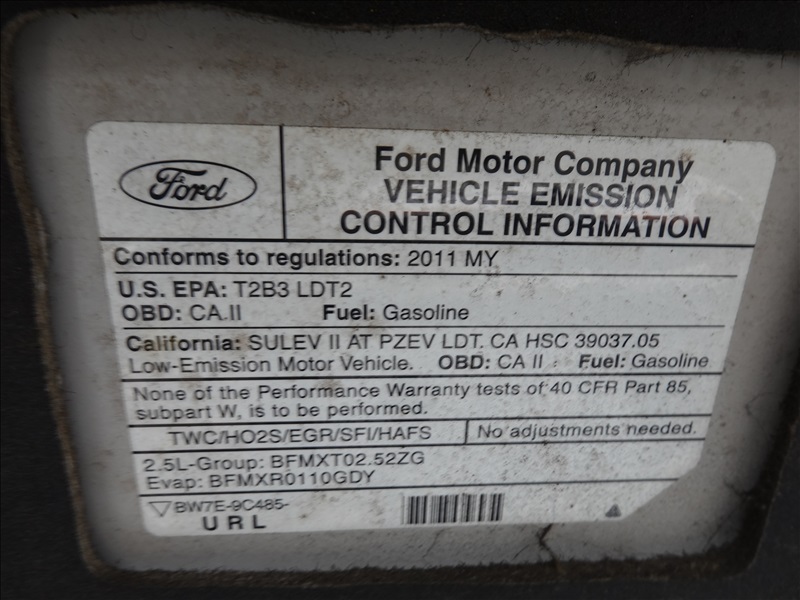 Ford
Ford Motor Company
VEHICLE EMISSION
CONTROL INFORMATION
Conforms to regulations: 2011 MY
U.S. EPA: T2B3 LDT2
OBD: CA II Fuel: Gasoline
California: SULEV II AT PZEV LDT. CA HSC 39037.05
Low-Emission Motor Vehicle. OBD: CA II Fuel: Gasoline
None of the Performance Warranty tests of 40 CFR Part 85,
subpart W, is to be performed.
TWC/HO2S/EGR/SFI/HAFS No adjustments needed.
2.5L-Group: BFMXT02.52ZG
Evap: BFMXR0110GDY
BW7E-9C485-
URL